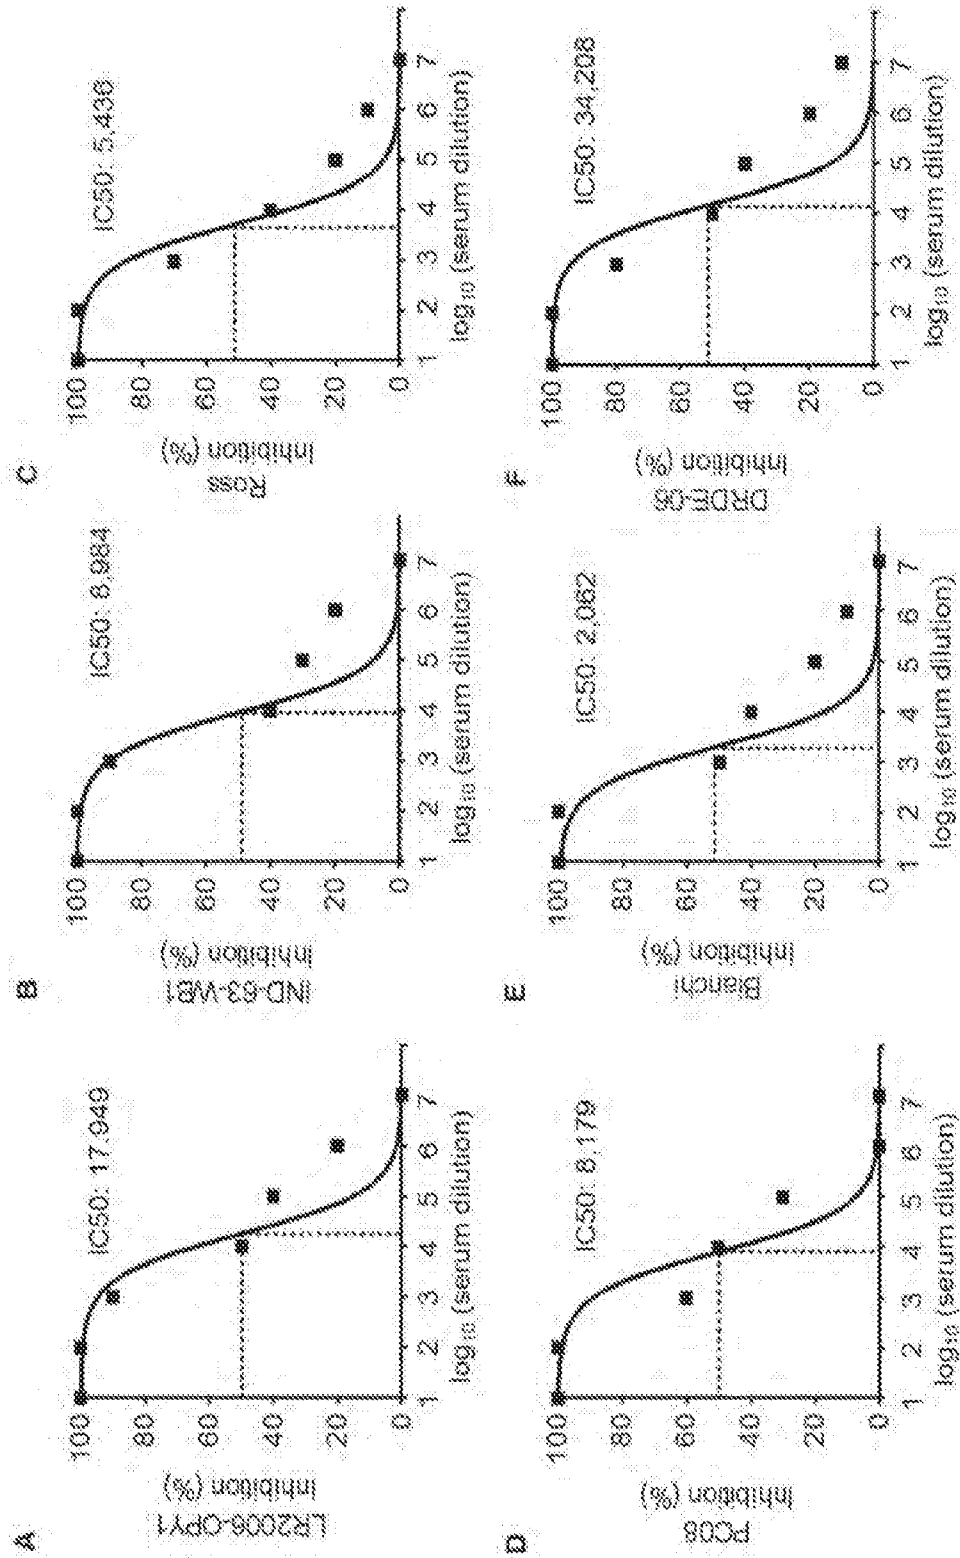 A
LR2006-OPY1
Inhibition (%)
100
80
60
40
20
0
IC50: 17,949
1 2 3 4 5 6 7
log10 (serum dilution)
B
IND-63-WB1
Inhibition (%)
100
80
60
40
20
0
IC50: 8,984
1 2 3 4 5 6 7
log10 (serum dilution)
C
Ross
Inhibition (%)
100
80
60
40
20
0
IC50: 5,436
1 2 3 4 5 6 7
log10 (serum dilution)
D
PC08
Inhibition (%)
100
80
60
40
20
0
IC50: 8,179
1 2 3 4 5 6 7
log10 (serum dilution)
E
Bianchi
Inhibition (%)
100
80
60
40
20
0
IC50: 2,062
1 2 3 4 5 6 7
log10 (serum dilution)
F
DRDE-06
Inhibition (%)
100
80
60
40
20
0
IC50: 34,208
1 2 3 4 5 6 7
log10 (serum dilution)